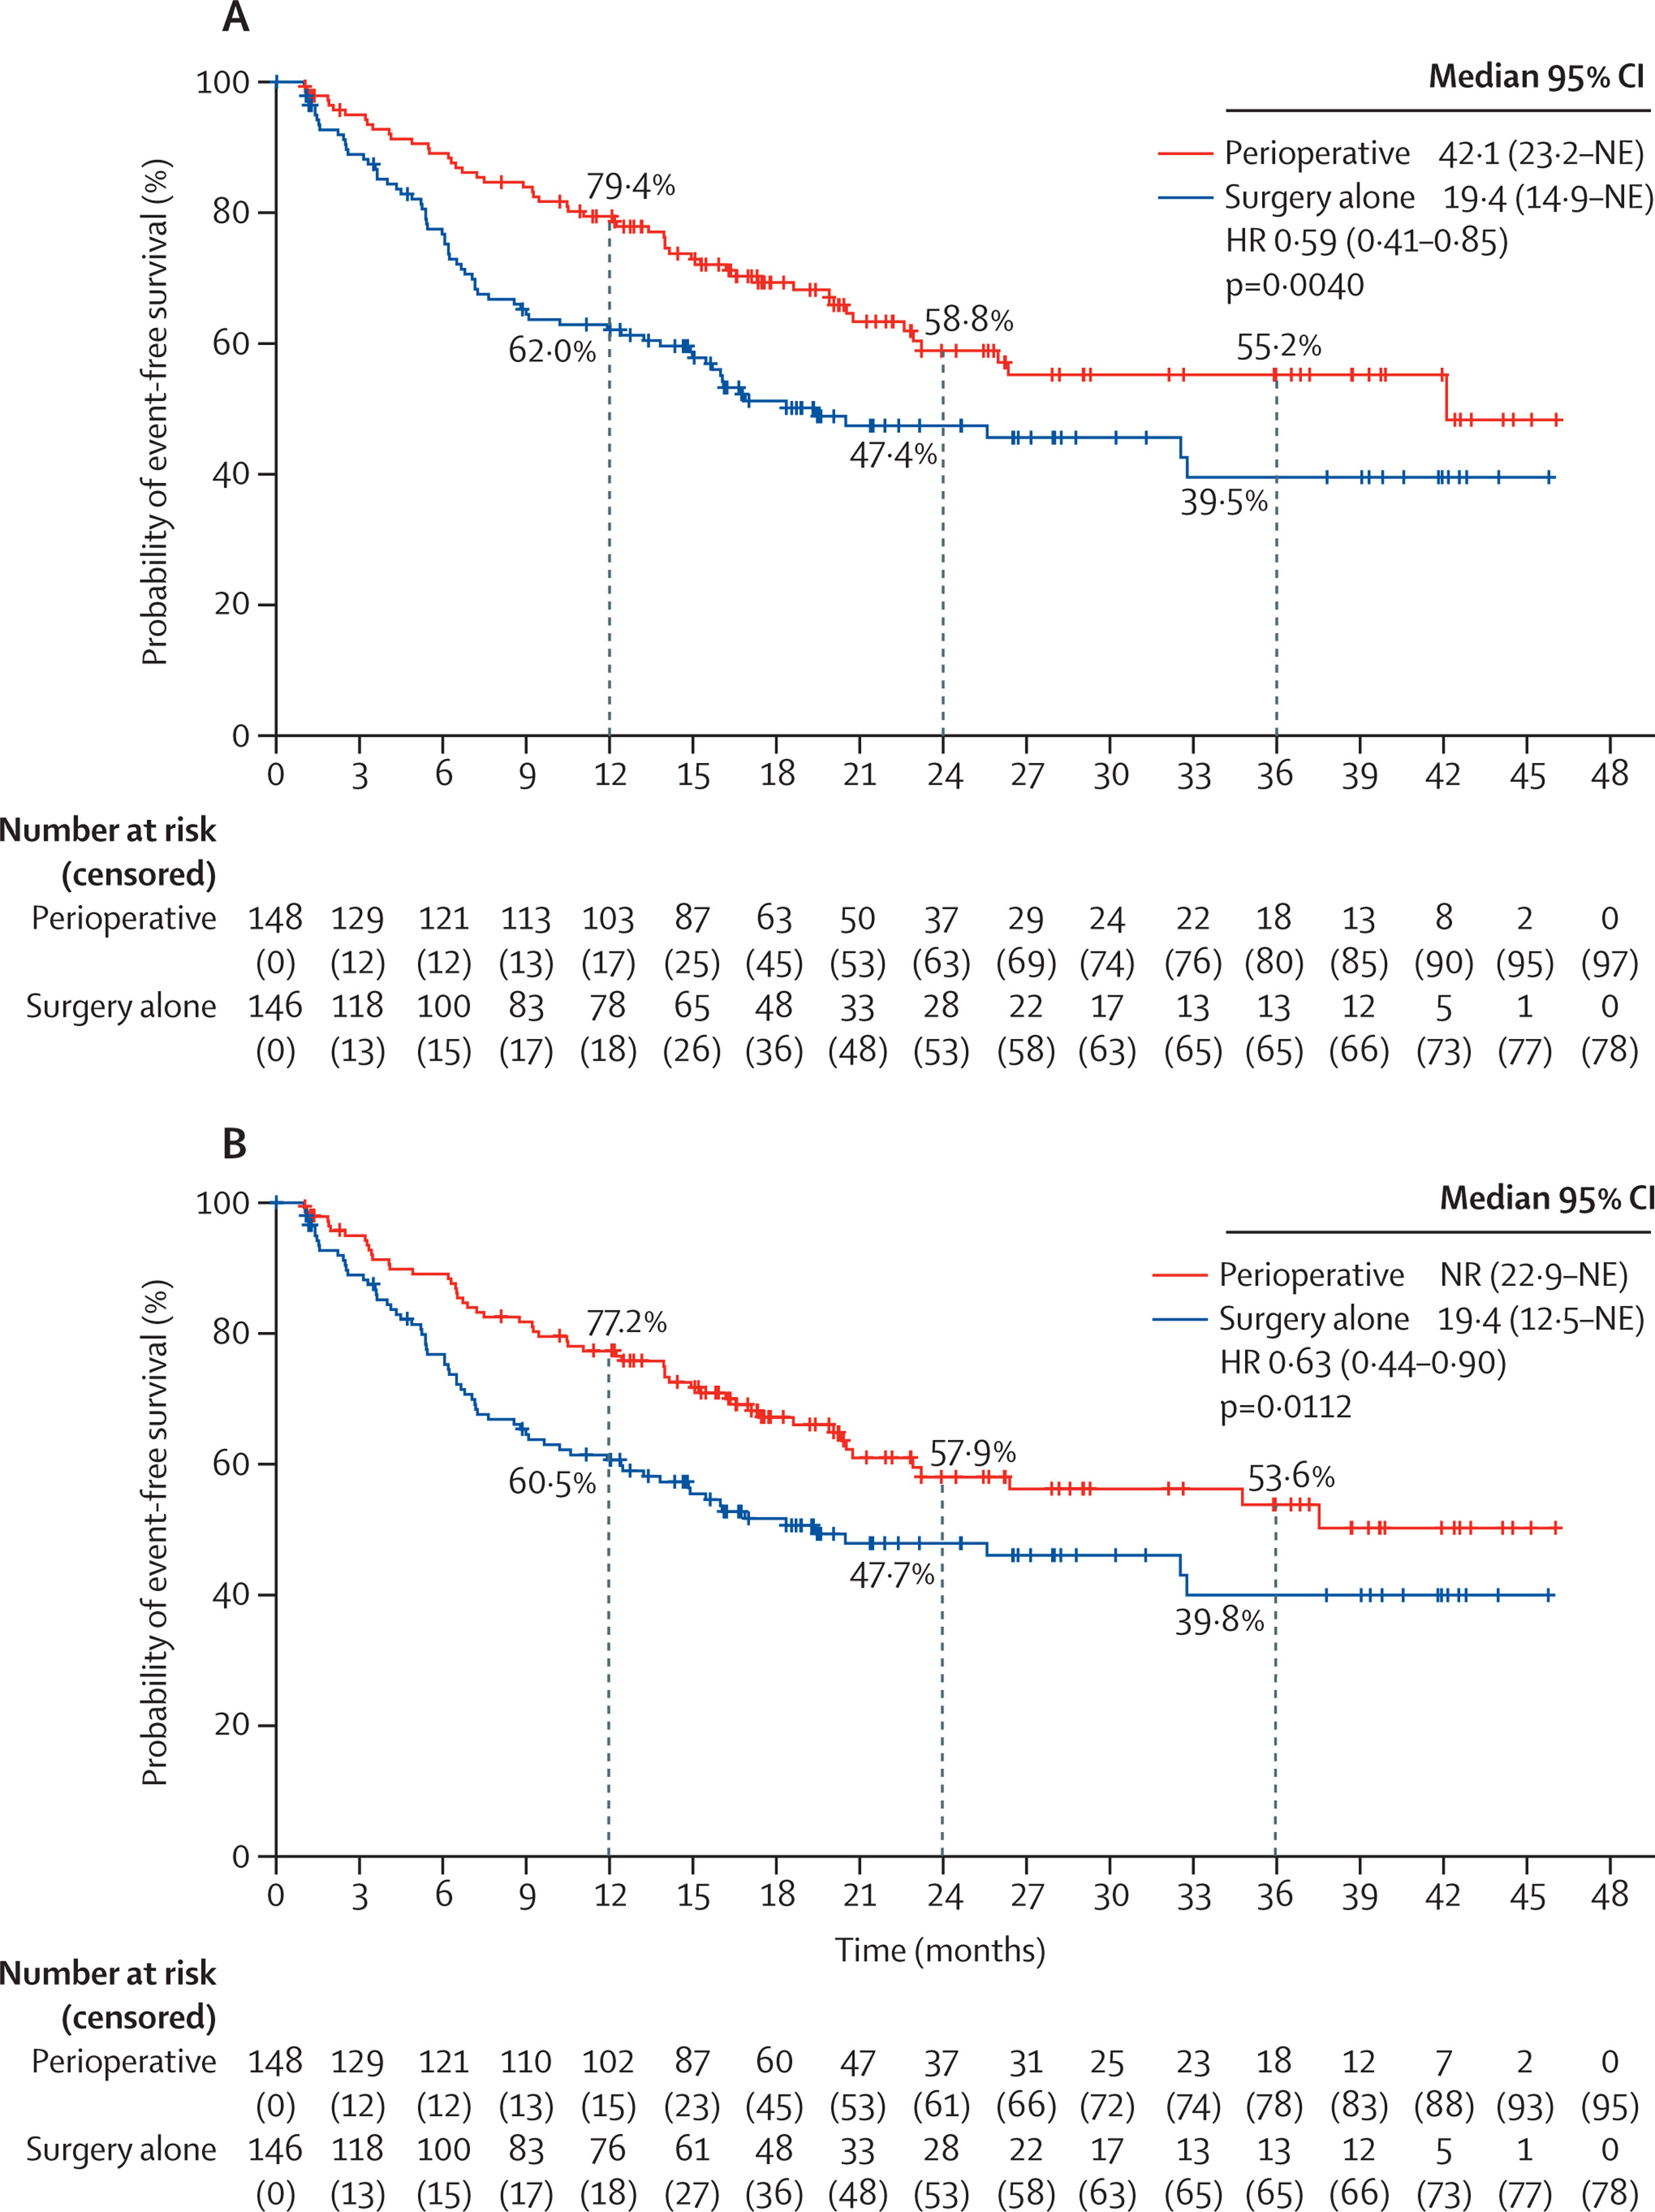 A
Median 95% CI
Perioperative 42·1 (23·2–NE)
Surgery alone 19·4 (14·9–NE)
HR 0·59 (0·41–0·85)
p=0·0040
Probability of event-free survival (%)
100
80
60
40
20
0
79·4%
62·0%
58·8%
47·4%
55·2%
39·5%
0 3 6 9 12 15 18 21 24 27 30 33 36 39 42 45 48
Number at risk
(censored)
Perioperative 148 129 121 113 103 87 63 50 37 29 24 22 18 13 8 2 0
(0) (12) (12) (13) (17) (25) (45) (53) (63) (69) (74) (76) (80) (85) (90) (95) (97)
Surgery alone 146 118 100 83 78 65 48 33 28 22 17 13 13 12 5 1 0
(0) (13) (15) (17) (18) (26) (36) (48) (53) (58) (63) (65) (65) (66) (73) (77) (78)
B
Median 95% CI
Perioperative NR (22·9–NE)
Surgery alone 19·4 (12·5–NE)
HR 0·63 (0·44–0·90)
p=0·0112
Probability of event-free survival (%)
100
80
60
40
20
0
77.2%
60·5%
57·9%
47·7%
53·6%
39·8%
0 3 6 9 12 15 18 21 24 27 30 33 36 39 42 45 48
Time (months)
Number at risk
(censored)
Perioperative 148 129 121 110 102 87 60 47 37 31 25 23 18 12 7 2 0
(0) (12) (12) (13) (15) (23) (45) (53) (61) (66) (72) (74) (78) (83) (88) (93) (95)
Surgery alone 146 118 100 83 76 61 48 33 28 22 17 13 13 12 5 1 0
(0) (13) (15) (17) (18) (27) (36) (48) (53) (58) (63) (65) (65) (66) (73) (77) (78)